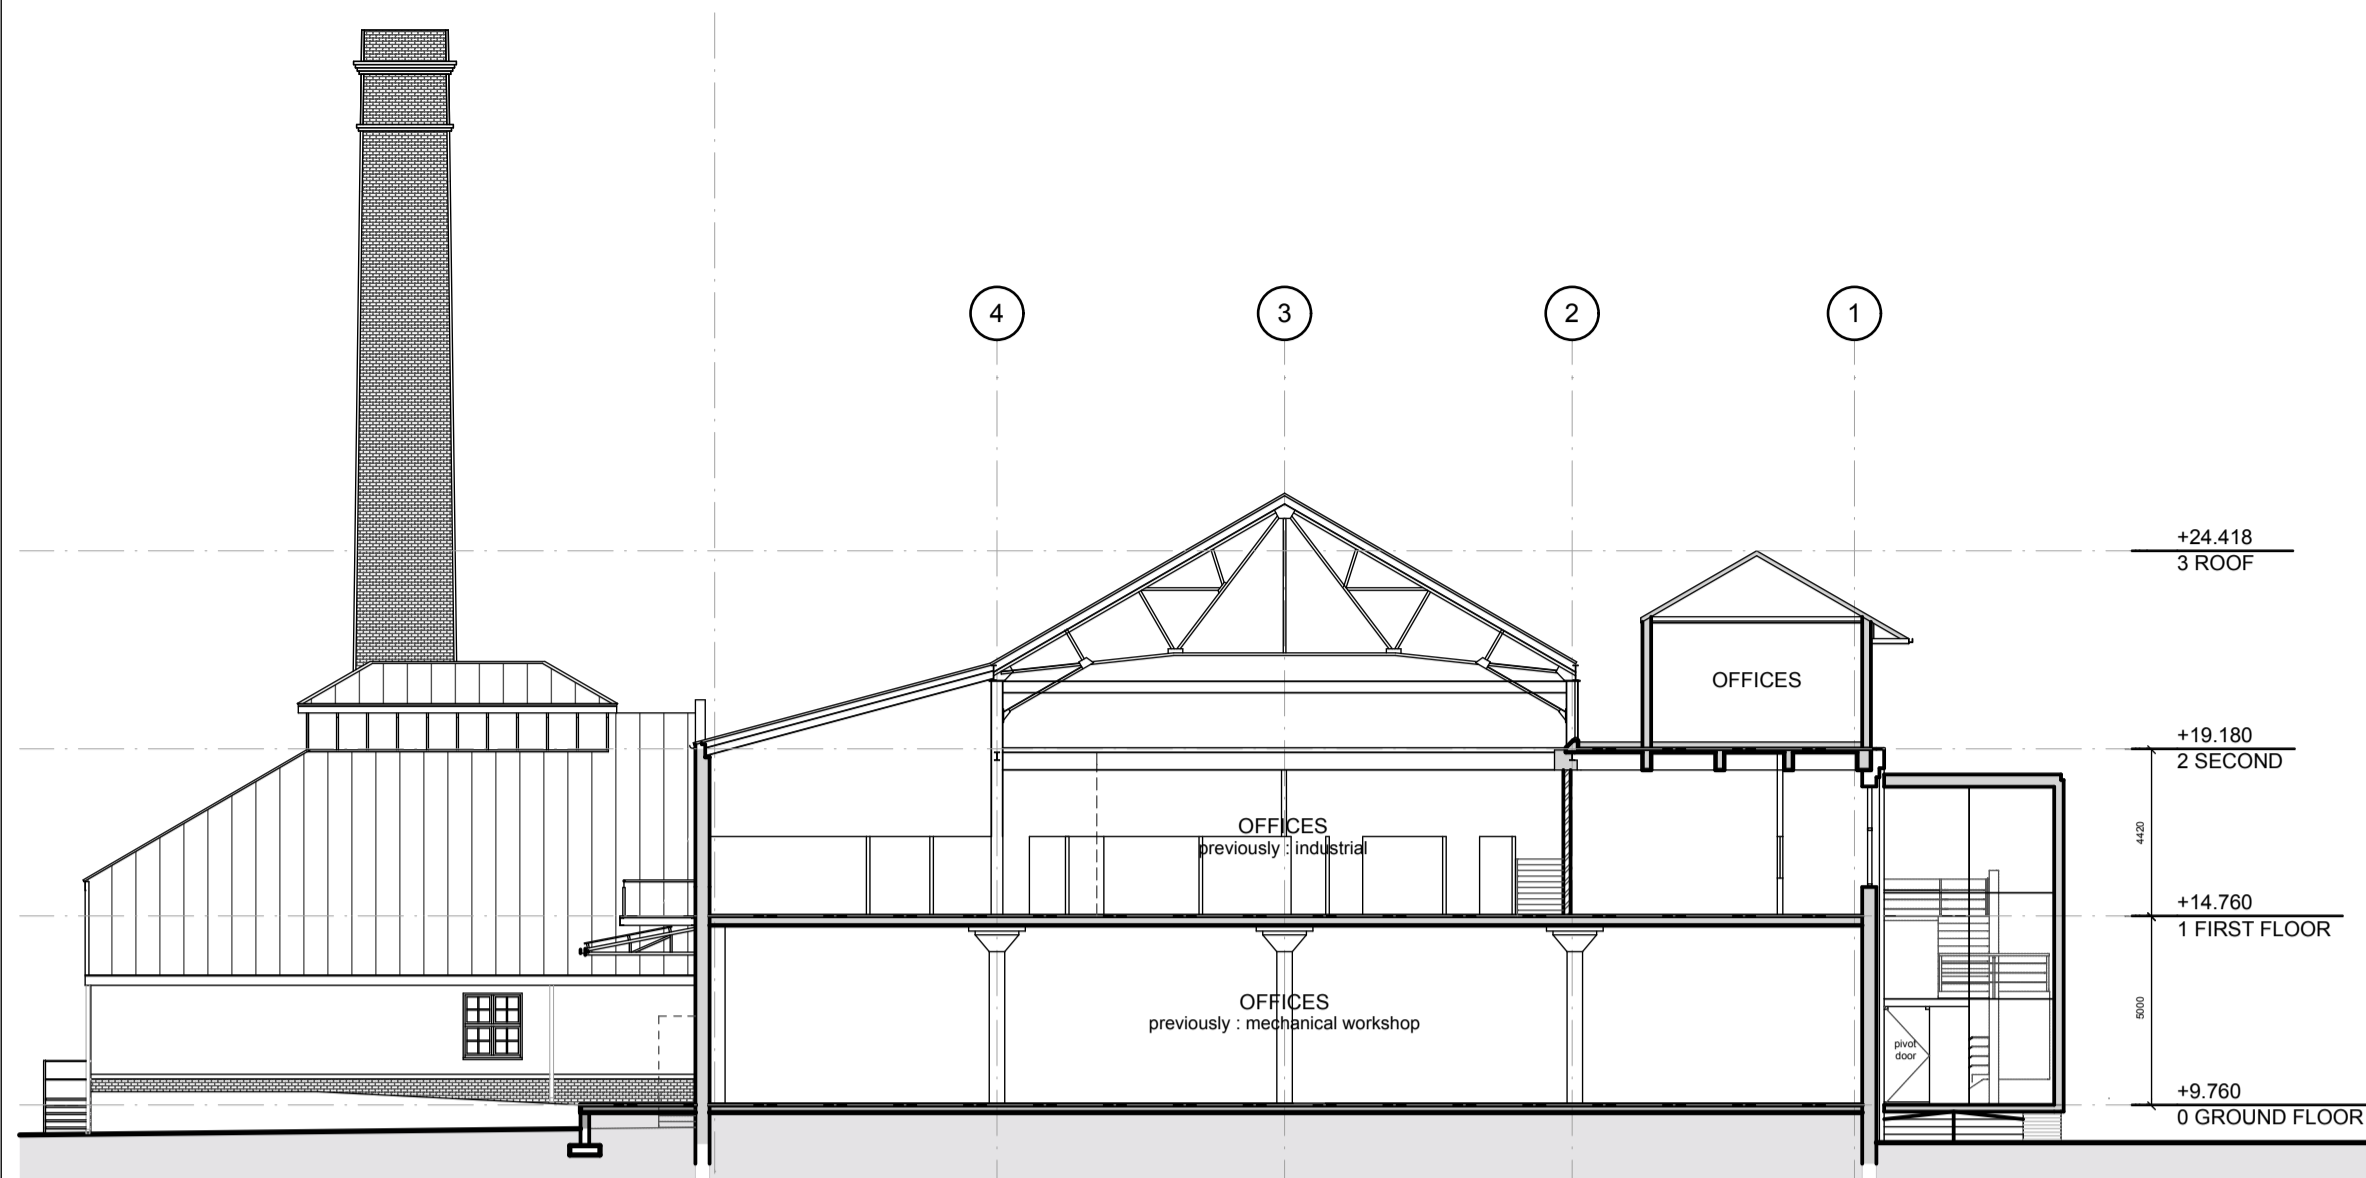 4
3
2
1
+24.418
3 ROOF
OFFICES
+19.180
2 SECOND
OFFICES
previously : industrial
4420
+14.760
1 FIRST FLOOR
OFFICES
previously : mechanical workshop
5000
pivot
door
+9.760
0 GROUND FLOOR